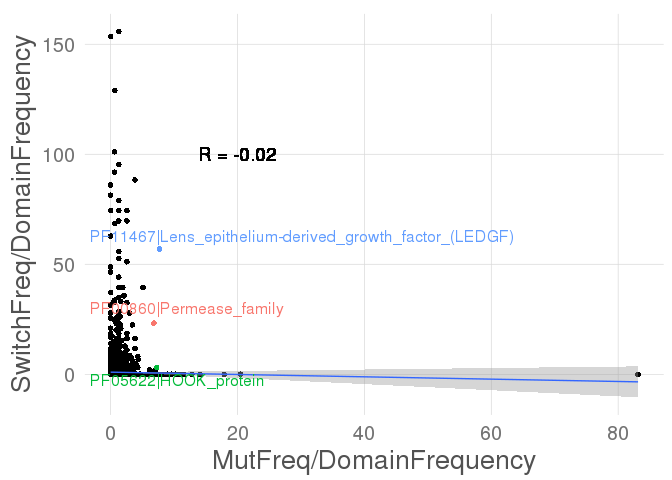 SwitchFreq/DomainFrequency
150
100
50
0
R = -0.02
PF11467|Lens_epithelium-derived_growth_factor_(LEDGF)
PF00860|Permease_family
PF05622|HOOK_protein
0 20 40 60 80
MutFreq/DomainFrequency